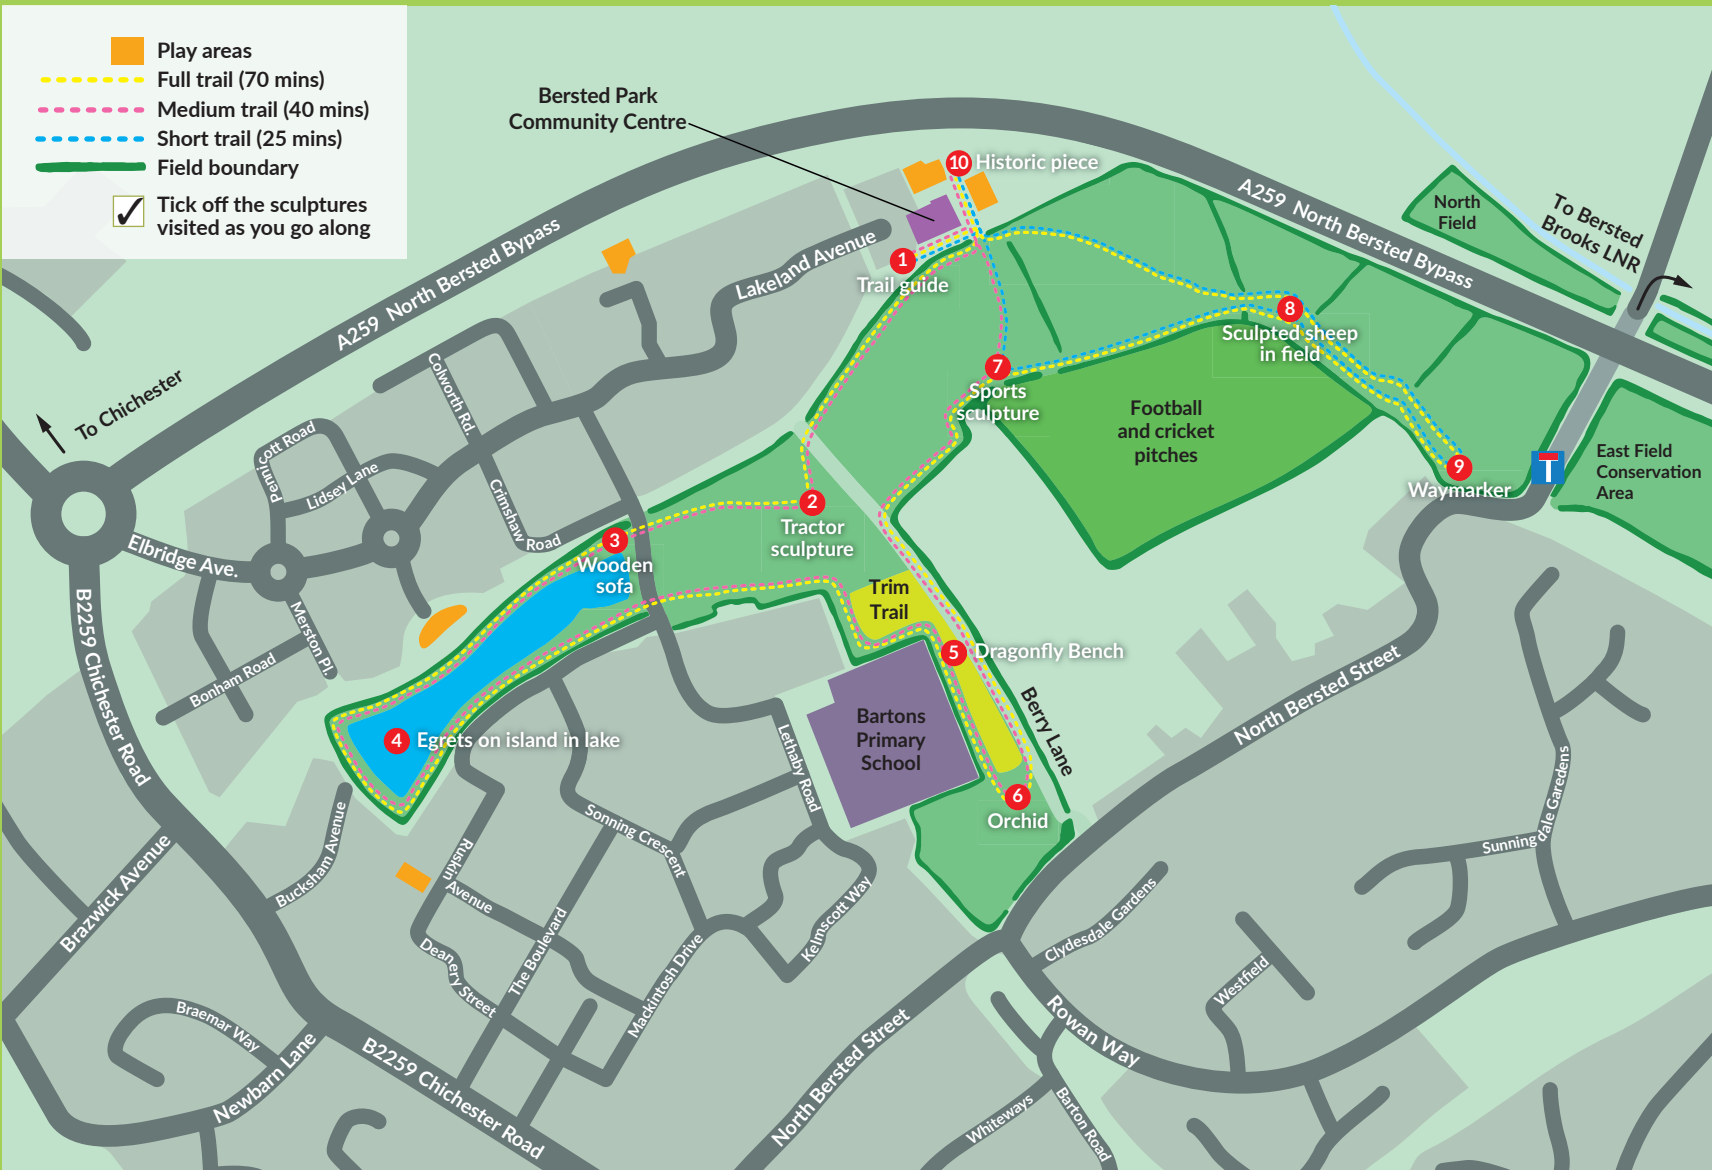 Play areas
Full trail (70 mins)
Medium trail (40 mins)
Short trail (25 mins)
Field boundary
Tick off the sculptures
visited as you go along
Bersted Park
Community Centre
10 Historic piece
A259 North Bersted Bypass
A259 North Bersted Bypass
North
Field
To Bersted
Brooks LNR
Lakeland Avenue
1
Trail guide
8
Sculpted sheep
in field
7
Sports
sculpture
Football
and cricket
pitches
9
Waymarker
T
East Field
Conservation
Area
To Chichester
Colworth Rd.
Pennicott Road
Lidsey Lane
Crimshaw Road
Elbridge Ave.
2
Tractor
sculpture
3
Wooden
sofa
Trim
Trail
5 Dragonfly Bench
Berry Lane
Merston Pl.
Bonham Road
B2259 Chichester Road
4 Egrets on island in lake
Bartons
Primary
School
6
Orchid
North Bersted Street
Lethaby Road
Sonning Crescent
Bucksham Avenue
Ruskin Avenue
Brazwick Avenue
Deanery Street
The Boulevard
Mackintosh Drive
Kelmscott Way
Sunningdale Garedens
Clydesdale Gardens
Westfield
Rowan Way
Braemar Way
Newbarn Lane
B2259 Chichester Road
North Bersted Street
Whiteways
Barton Road